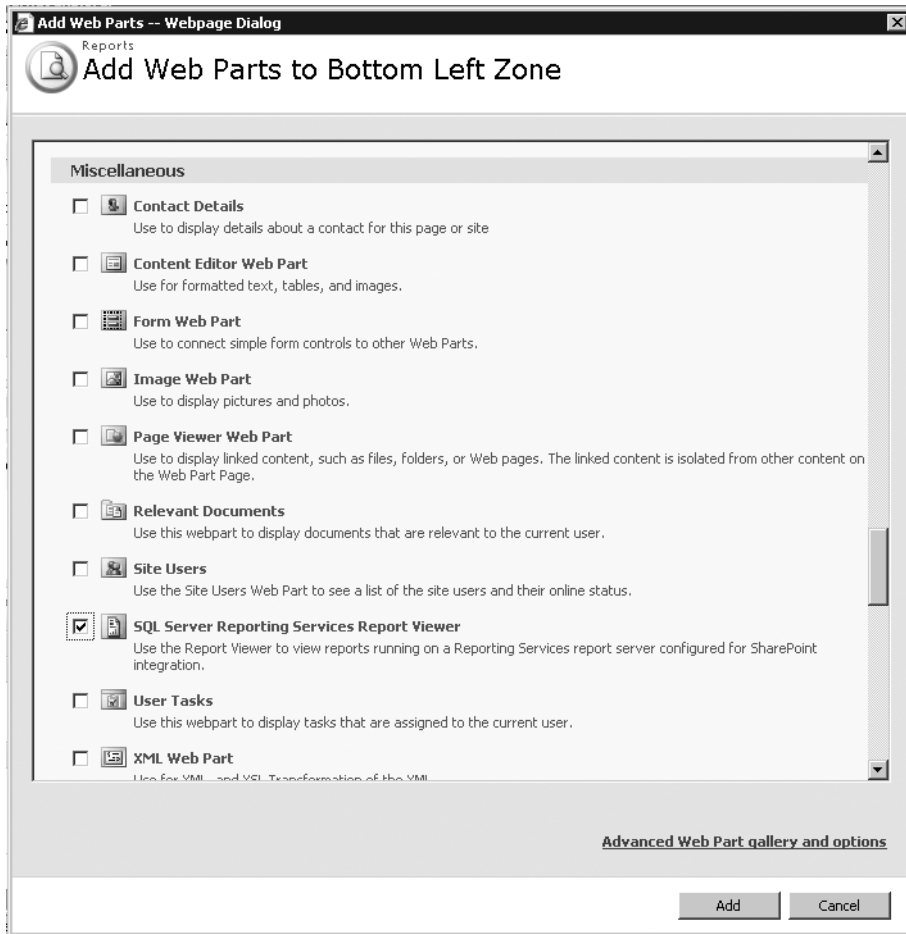 Add Web Parts -- Webpage Dialog
Reports
Add Web Parts to Bottom Left Zone
Miscellaneous
Contact Details
Use to display details about a contact for this page or site
Content Editor Web Part
Use for formatted text, tables, and images.
Form Web Part
Use to connect simple form controls to other Web Parts.
Image Web Part
Use to display pictures and photos.
Page Viewer Web Part
Use to display linked content, such as files, folders, or Web pages. The linked content is isolated from other content on
the Web Part Page.
Relevant Documents
Use this webpart to display documents that are relevant to the current user.
Site Users
Use the Site Users Web Part to see a list of the site users and their online status.
SQL Server Reporting Services Report Viewer
Use the Report Viewer to view reports running on a Reporting Services report server configured for SharePoint
integration.
User Tasks
Use this webpart to display tasks that are assigned to the current user.
XML Web Part
Use for XML and XSL Transformation of the XML
Advanced Web Part gallery and options
Add
Cancel